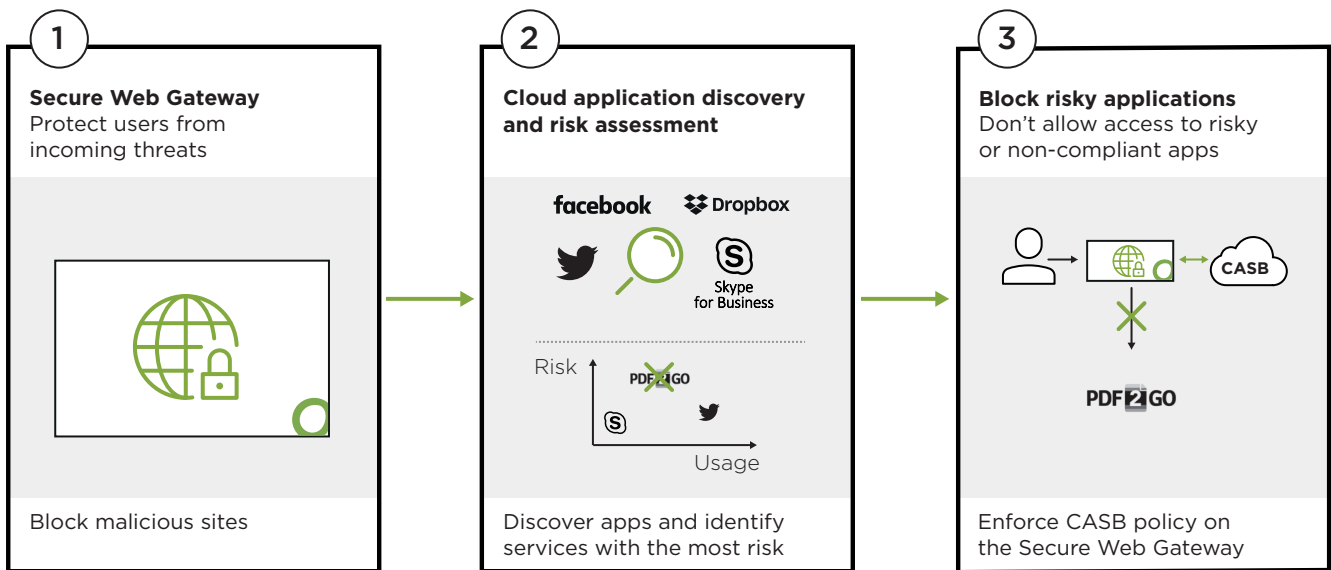 1
Secure Web Gateway
Protect users from
incoming threats
Block malicious sites
2
Cloud application discovery
and risk assessment
facebook
Dropbox
S
Skype
for Business
Risk
PDF2GO
S
Usage
Discover apps and identify
services with the most risk
3
Block risky applications
Don’t allow access to risky
or non-compliant apps
CASB
PDF2GO
Enforce CASB policy on
the Secure Web Gateway